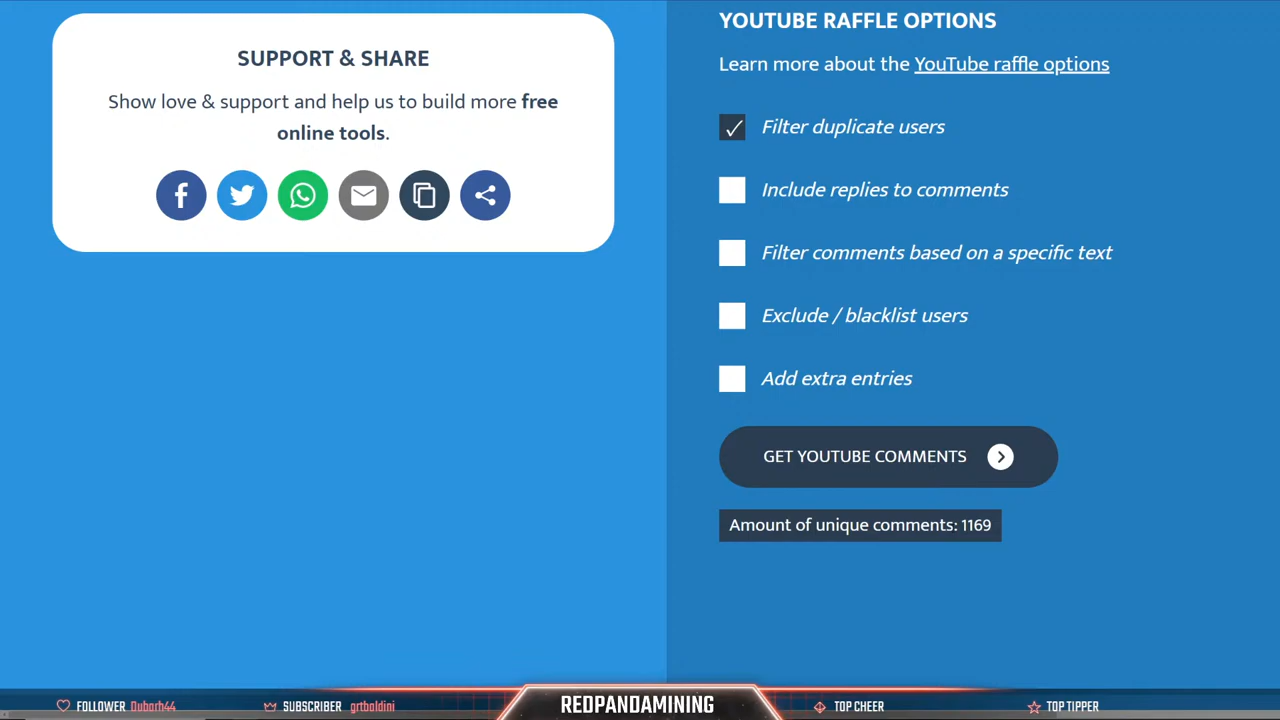 SUPPORT & SHARE
Show love & support and help us to build more free
online tools.
YOUTUBE RAFFLE OPTIONS
Learn more about the YouTube raffle options
Filter duplicate users
Include replies to comments
Filter comments based on a specific text
Exclude / blacklist users
Add extra entries
GET YOUTUBE COMMENTS
Amount of unique comments: 1169
FOLLOWER Dubarh44
SUBSCRIBER grtbaldini
REDPANDAMINING
TOP CHEER
TOP TIPPER